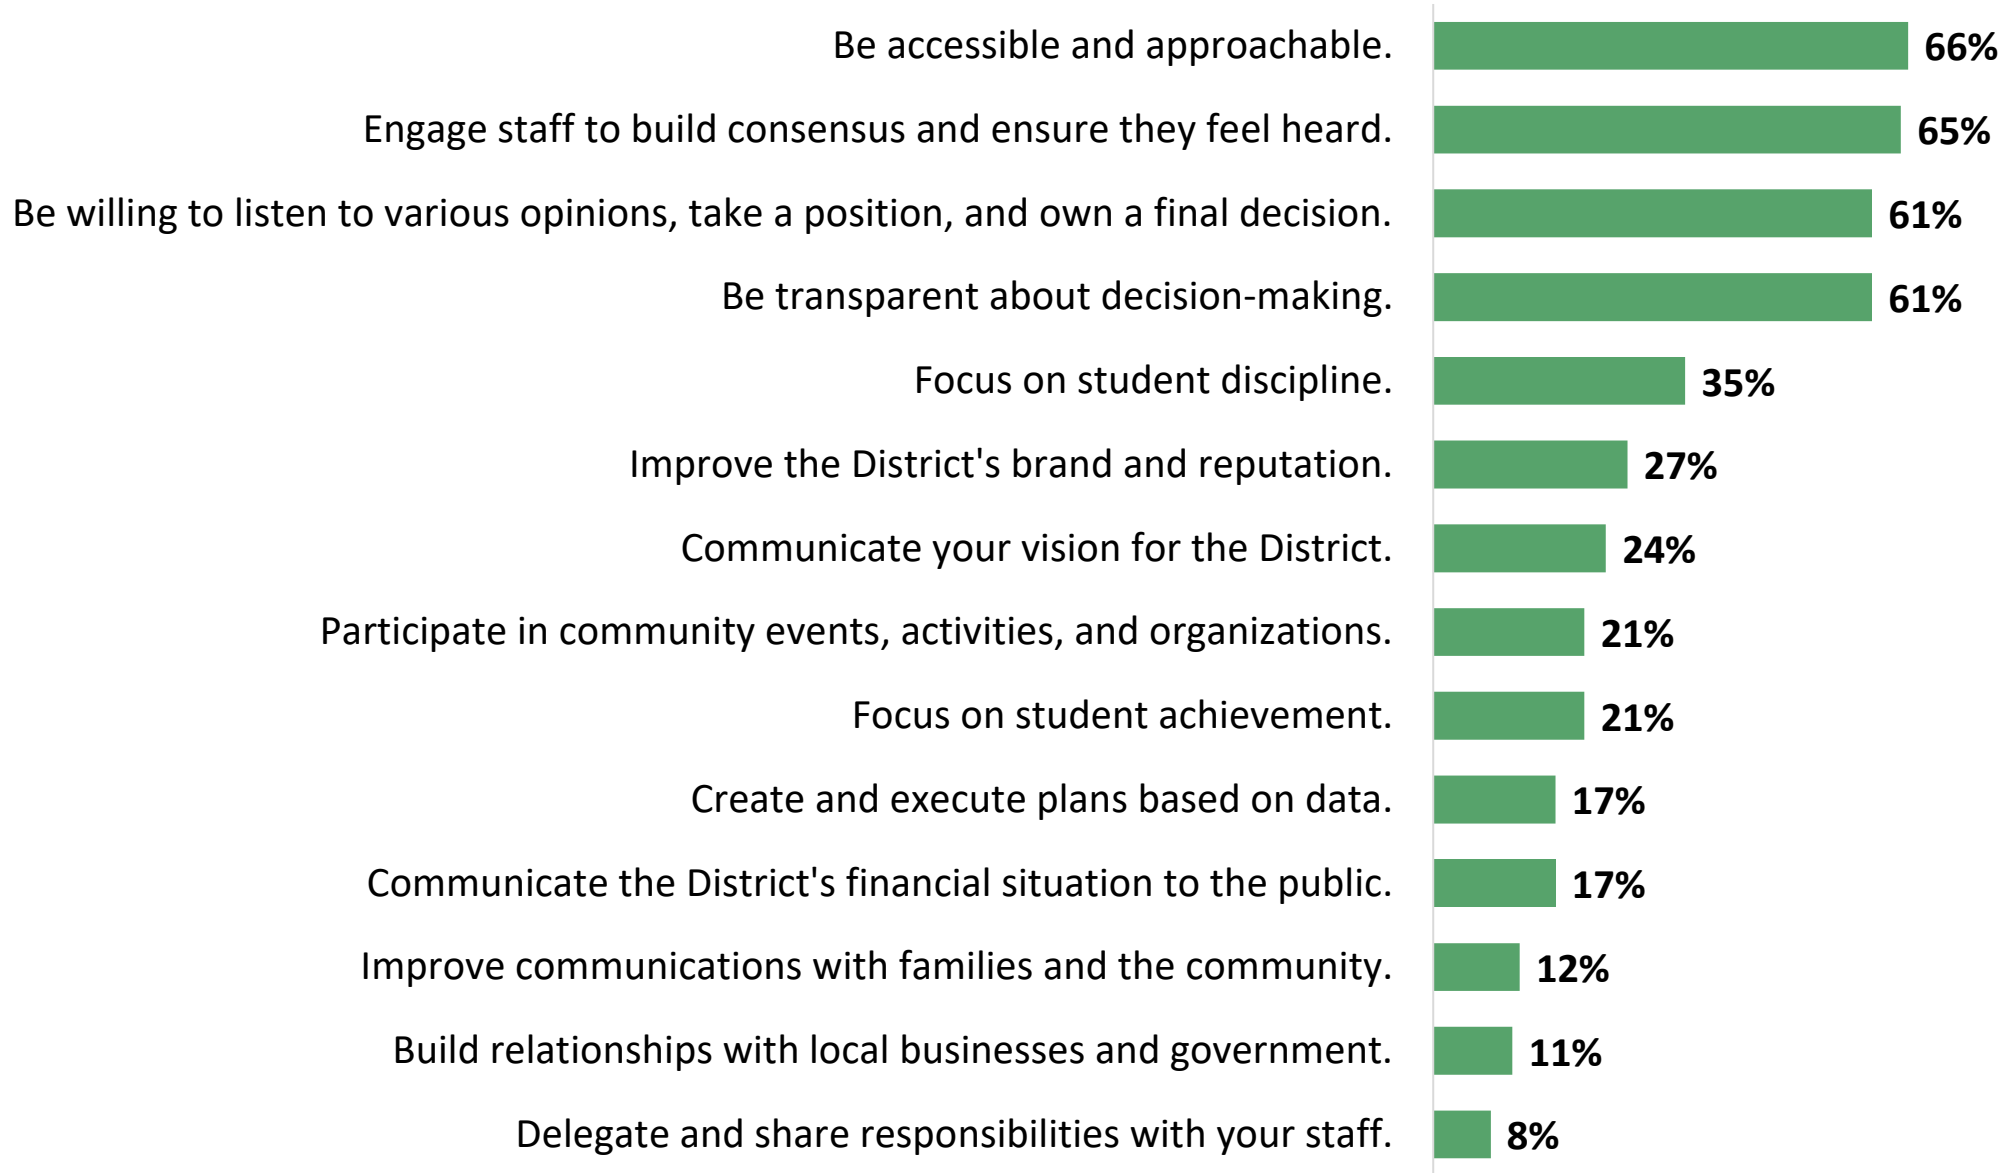 Be accessible and approachable. 66%
Engage staff to build consensus and ensure they feel heard. 65%
Be willing to listen to various opinions, take a position, and own a final decision. 61%
Be transparent about decision-making. 61%
Focus on student discipline. 35%
Improve the District's brand and reputation. 27%
Communicate your vision for the District. 24%
Participate in community events, activities, and organizations. 21%
Focus on student achievement. 21%
Create and execute plans based on data. 17%
Communicate the District's financial situation to the public. 17%
Improve communications with families and the community. 12%
Build relationships with local businesses and government. 11%
Delegate and share responsibilities with your staff. 8%